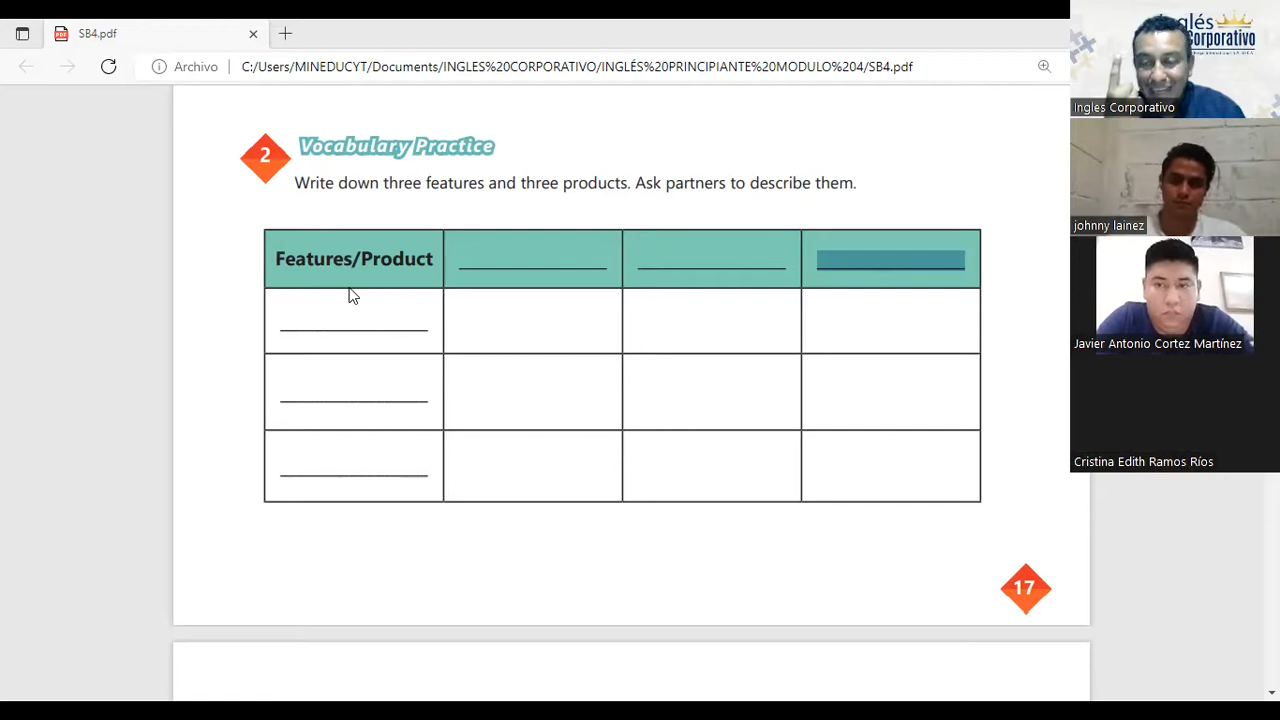 SB4.pdf
Archivo
C:/Users/MINEDUCYT/Documents/INGLES%20CORPORATIVO/INGLÉS%20PRINCIPIANTE%20MODULO%204/SB4.pdf
2
Vocabulary Practice
Write down three features and three products. Ask partners to describe them.
Features/Product
17
Inglés
Corporativo
Ingles Corporativo
johnny lainez
Javier Antonio Cortez Martínez
Cristina Edith Ramos Ríos